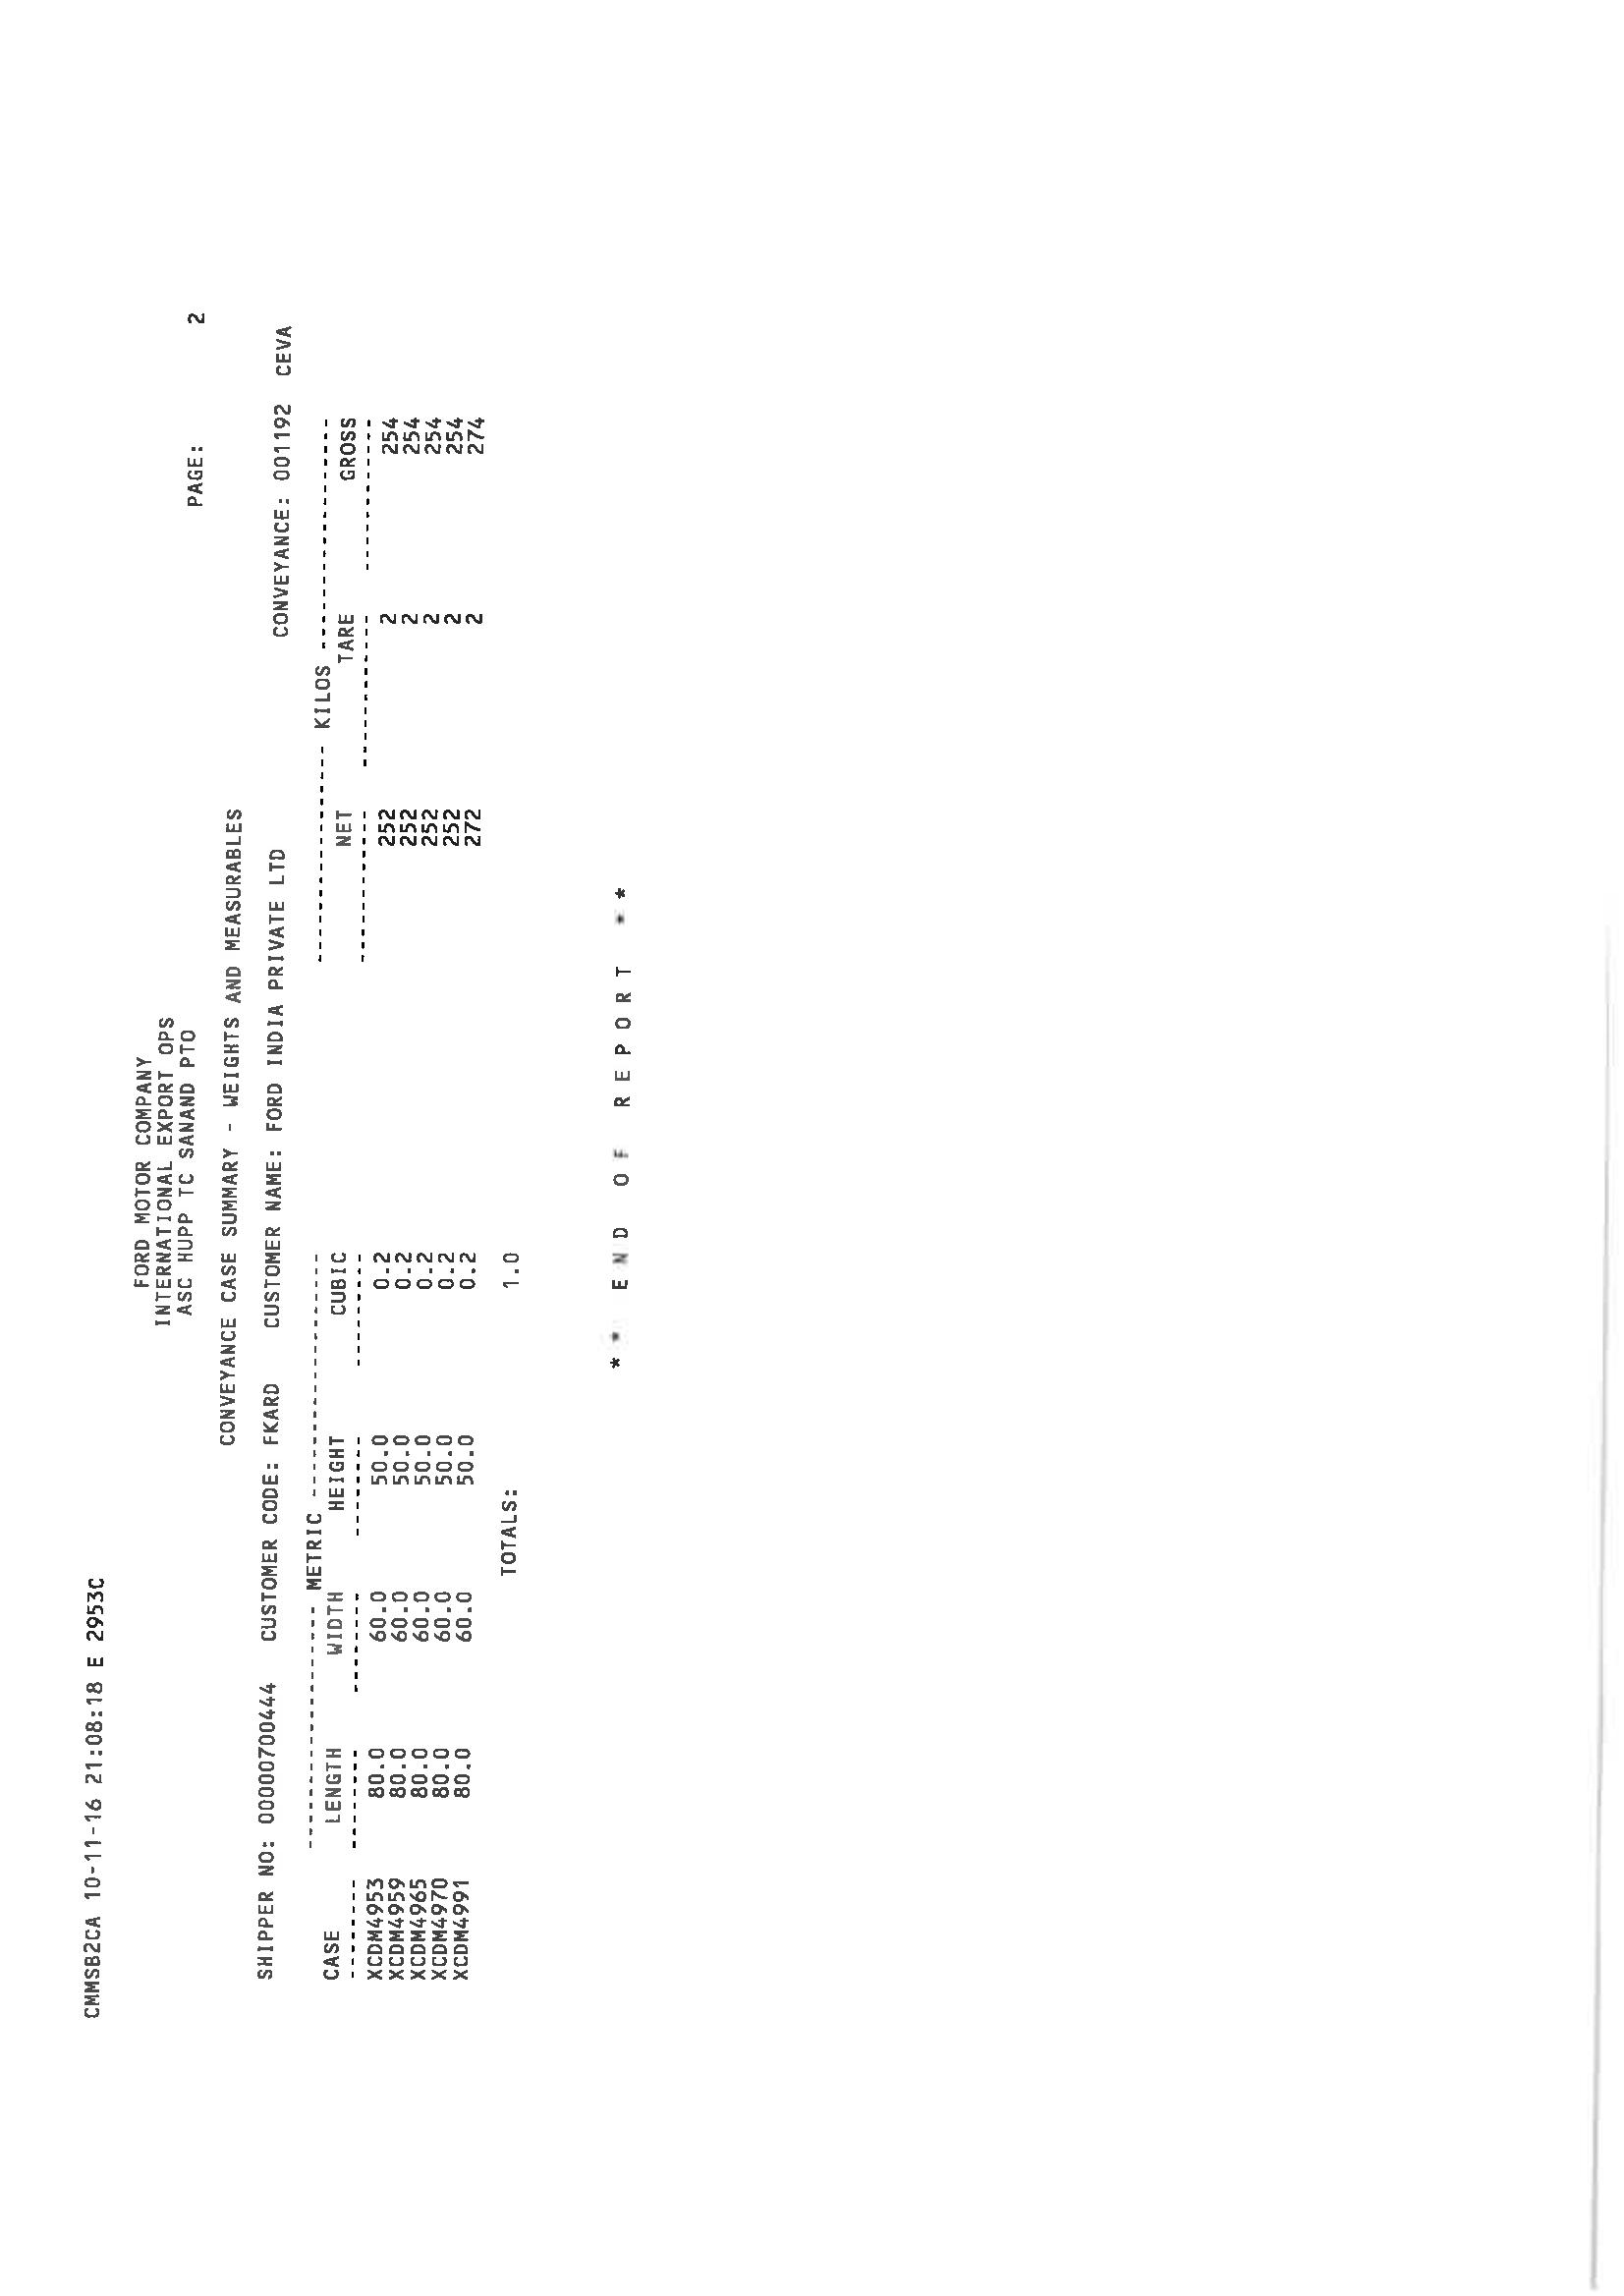 CMMSB2CA 10-11-16 21:08:18 E 2953C
FORD MOTOR COMPANY
INTERNATIONAL EXPORT OPS
ASC HUPP TC SANAND PTO PAGE: 2
CONVEYANCE CASE SUMMARY - WEIGHTS AND MEASURABLES
SHIPPER NO: 00000700444 CUSTOMER CODE: FKARD CUSTOMER NAME: FORD INDIA PRIVATE LTD CONVEYANCE: 001192 CEVA
---------------------- METRIC ---------------------- ---------------------- KILOS ----------------------
CASE LENGTH WIDTH HEIGHT CUBIC NET TARE GROSS
XCDM4953 80.0 60.0 50.0 0.2 252 2 254
XCDM4959 80.0 60.0 50.0 0.2 252 2 254
XCDM4965 80.0 60.0 50.0 0.2 252 2 254
XCDM4970 80.0 60.0 50.0 0.2 252 2 254
XCDM4991 80.0 60.0 50.0 0.2 272 2 274
TOTALS: 1.0
* * E N D O F R E P O R T * *